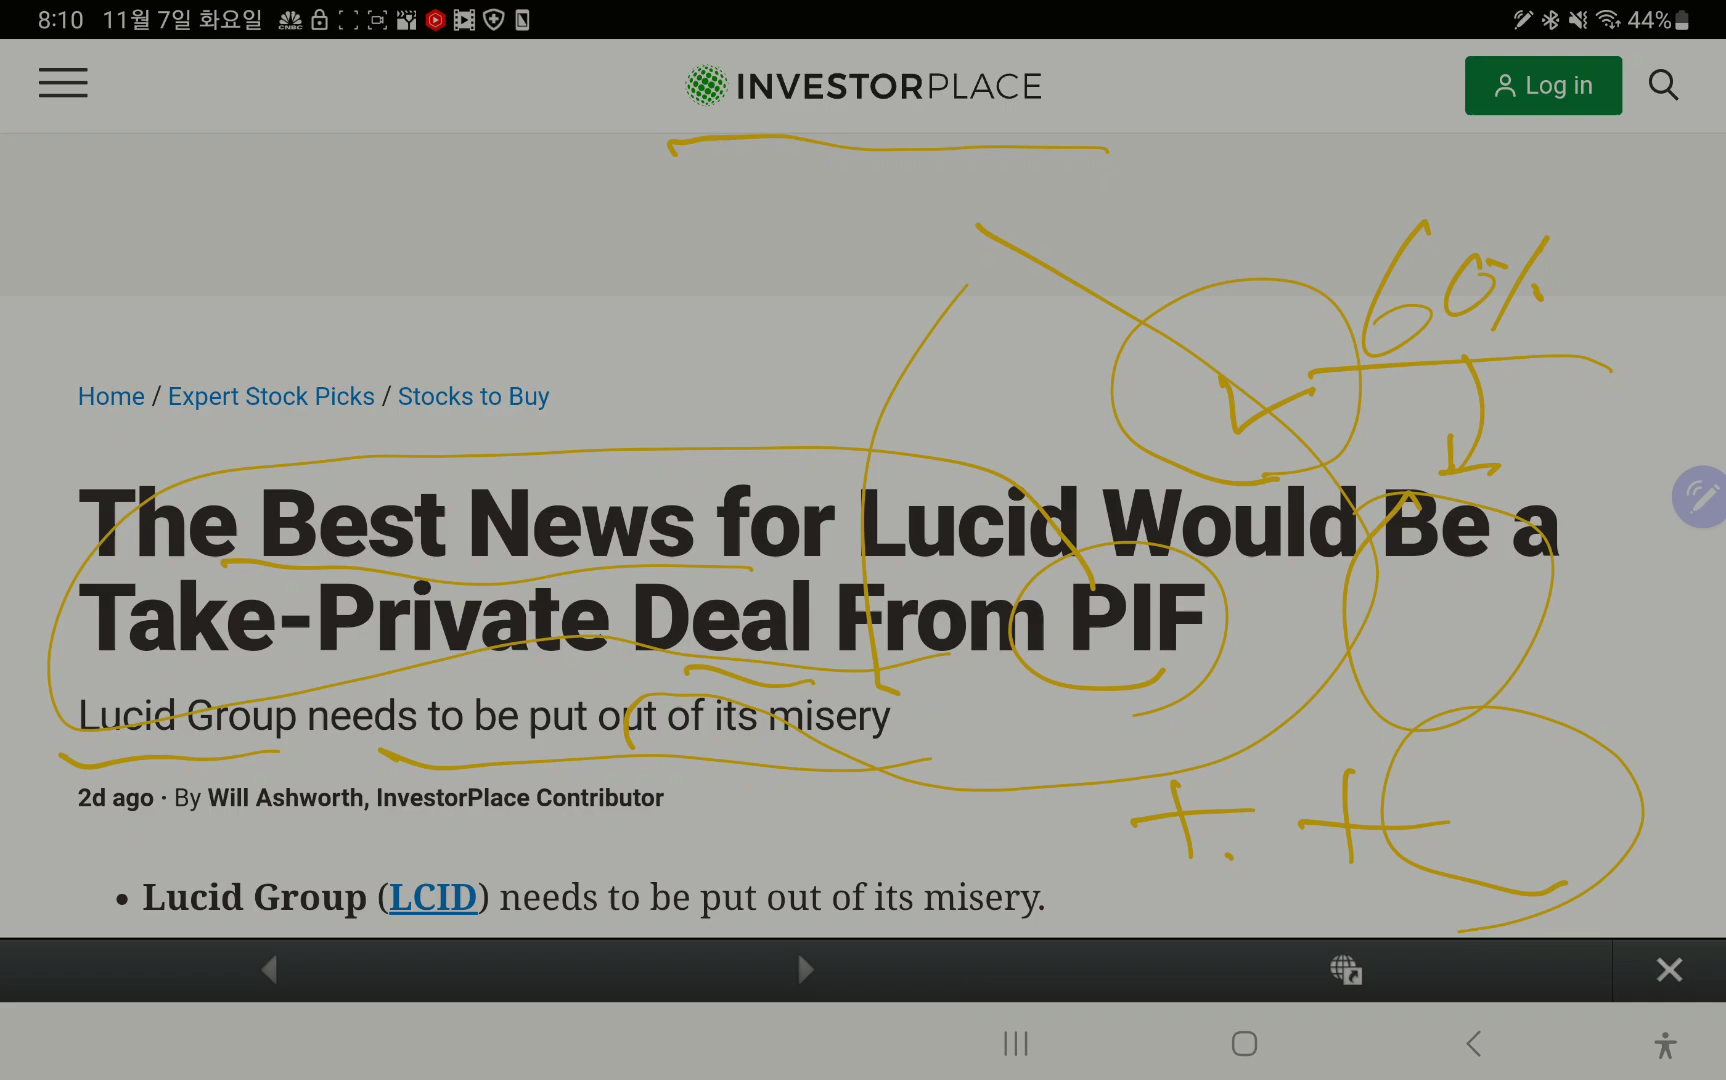 8:10 11월 7일 화요일 CNBC 44%
INVESTORPLACE
Log in
60%
Home / Expert Stock Picks / Stocks to Buy
The Best News for Lucid Would Be a
Take-Private Deal From PIF
Lucid Group needs to be put out of its misery
2d ago · By Will Ashworth, InvestorPlace Contributor
+. +
• Lucid Group (LCID) needs to be put out of its misery.